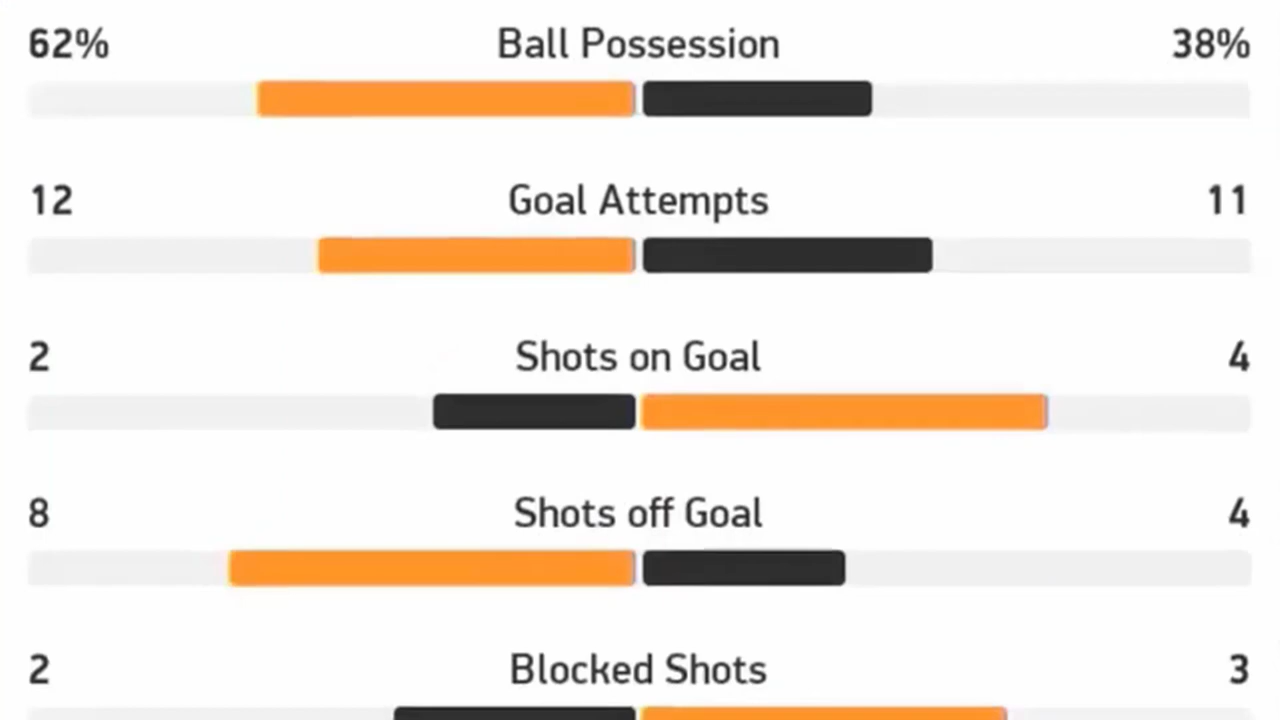 62% Ball Possession 38%
12 Goal Attempts 11
2 Shots on Goal 4
8 Shots off Goal 4
2 Blocked Shots 3